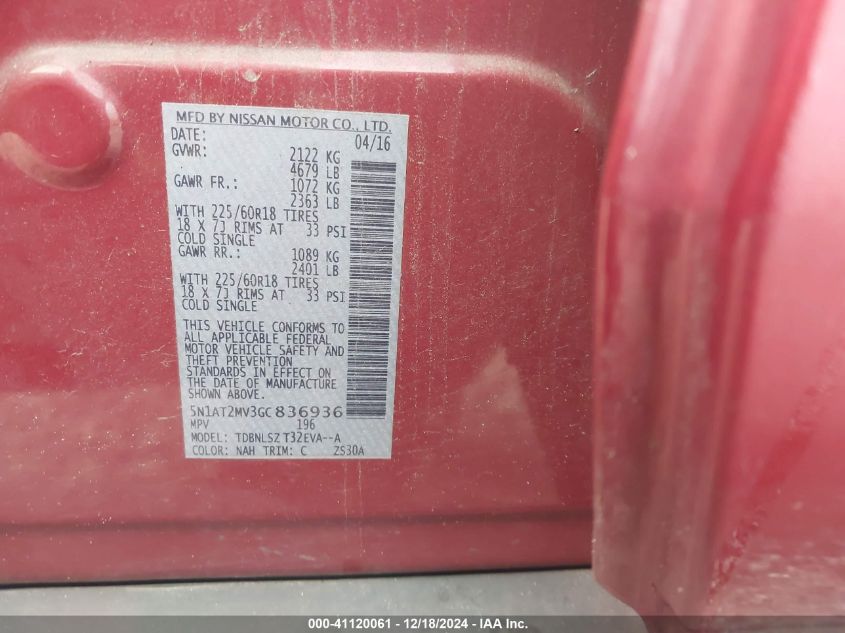 MFD BY NISSAN MOTOR CO., LTD.
DATE: 04/16
GVWR: 2122 KG
4679 LB
GAWR FR.: 1072 KG
2363 LB
WITH 225/60R18 TIRES
18 X 7J RIMS AT 33 PSI
COLD SINGLE
GAWR RR.: 1089 KG
2401 LB
WITH 225/60R18 TIRES
18 X 7J RIMS AT 33 PSI
COLD SINGLE
THIS VEHICLE CONFORMS TO
ALL APPLICABLE FEDERAL
MOTOR VEHICLE SAFETY AND
THEFT PREVENTION
STANDARDS IN EFFECT ON
THE DATE OF MANUFACTURE
SHOWN ABOVE.
5N1AT2MV3GC836936
MPV 196
MODEL: TDBNLSZ T32EVA--A
COLOR: NAH TRIM: C ZS30A
000-41120061 - 12/18/2024 - IAA Inc.